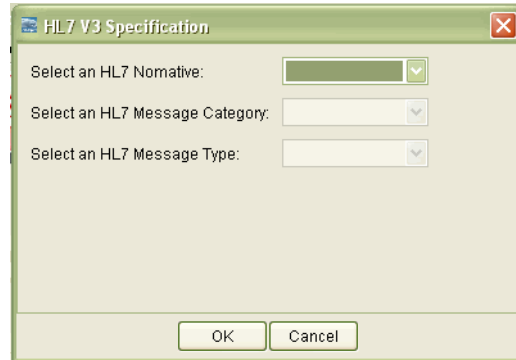 HL7 V3 Specification
Select an HL7 Nomative:
Select an HL7 Message Category:
Select an HL7 Message Type:
OK Cancel